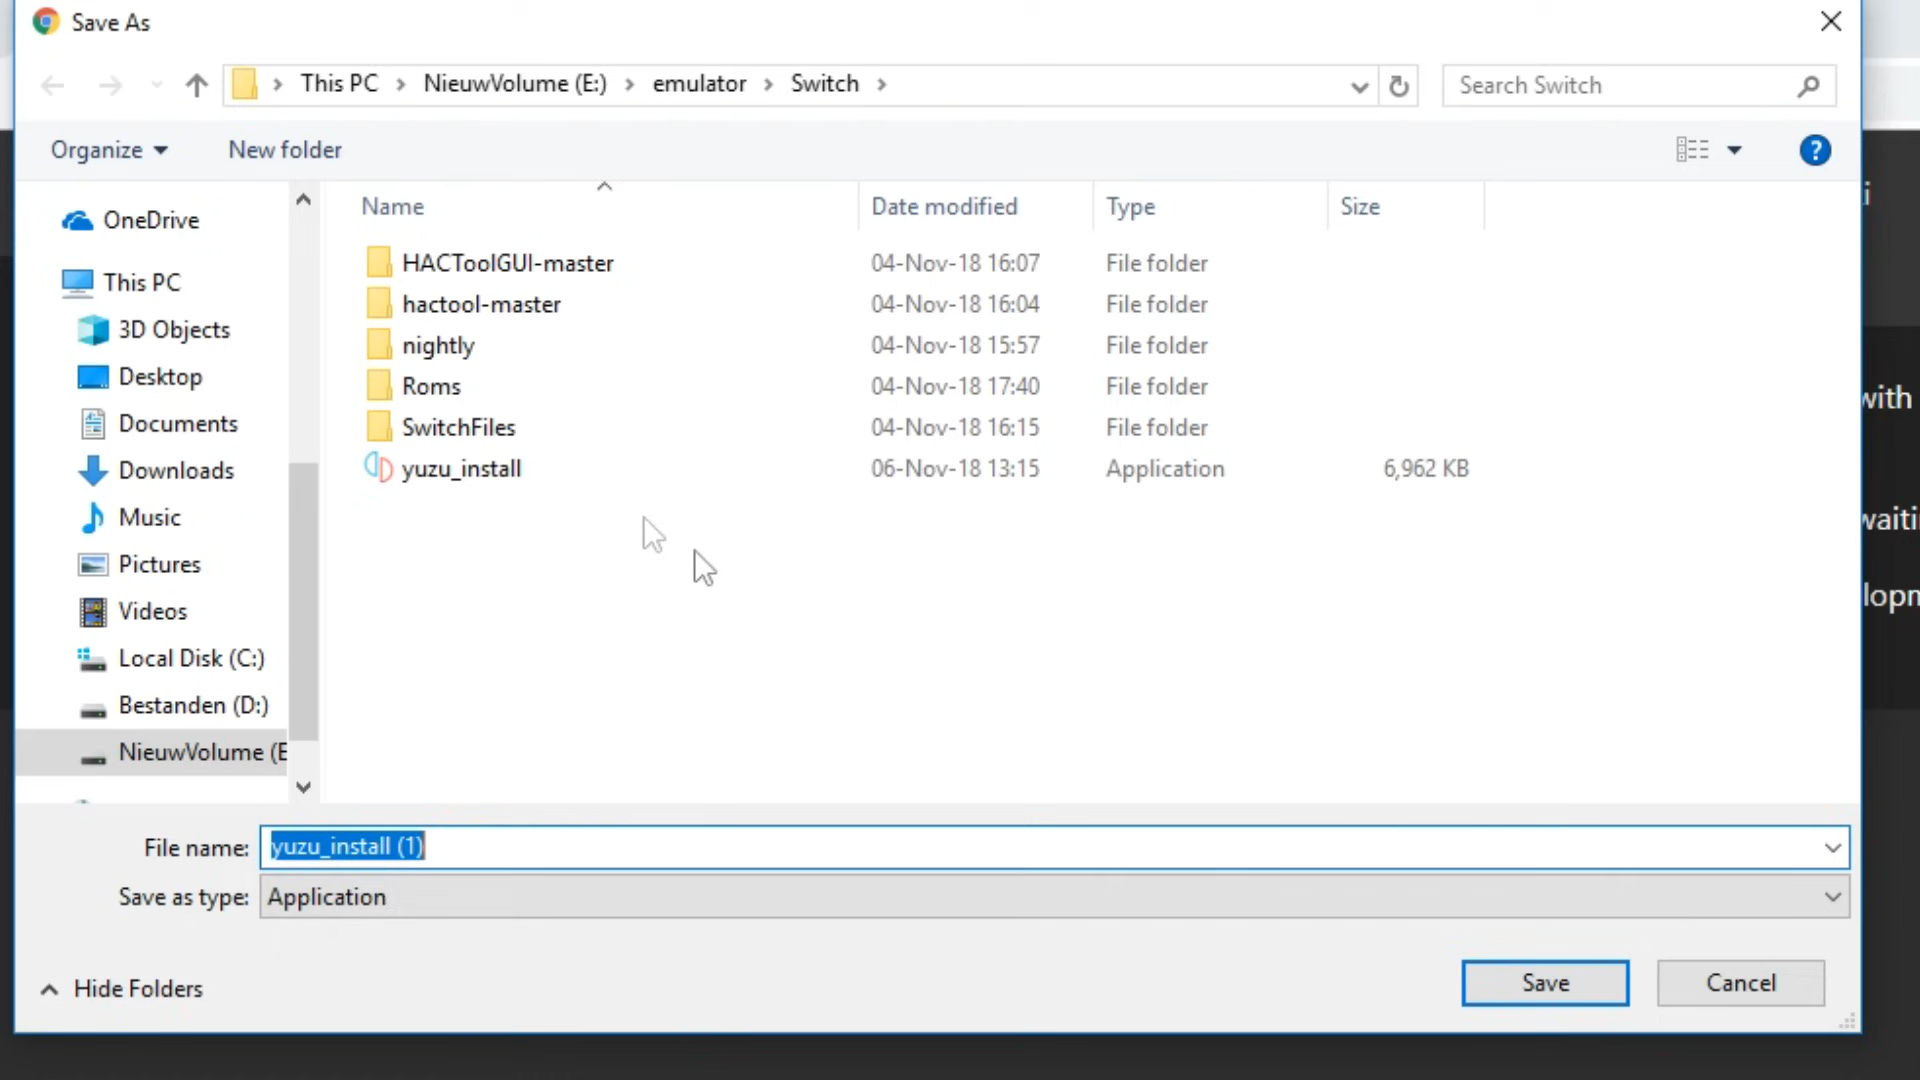 Save As
This PC > NieuwVolume (E:) > emulator > Switch >
Search Switch
Organize
New folder
?
Name
Date modified
Type
Size
HACToolGUI-master 04-Nov-18 16:07 File folder
hactool-master 04-Nov-18 16:04 File folder
nightly 04-Nov-18 15:57 File folder
Roms 04-Nov-18 17:40 File folder
SwitchFiles 04-Nov-18 16:15 File folder
yuzu_install 06-Nov-18 13:15 Application 6,962 KB
OneDrive
This PC
3D Objects
Desktop
Documents
Downloads
Music
Pictures
Videos
Local Disk (C:)
Bestanden (D:)
NieuwVolume (E
with
waiti
lopm
File name: yuzu_install (1)
Save as type: Application
Hide Folders
Save
Cancel